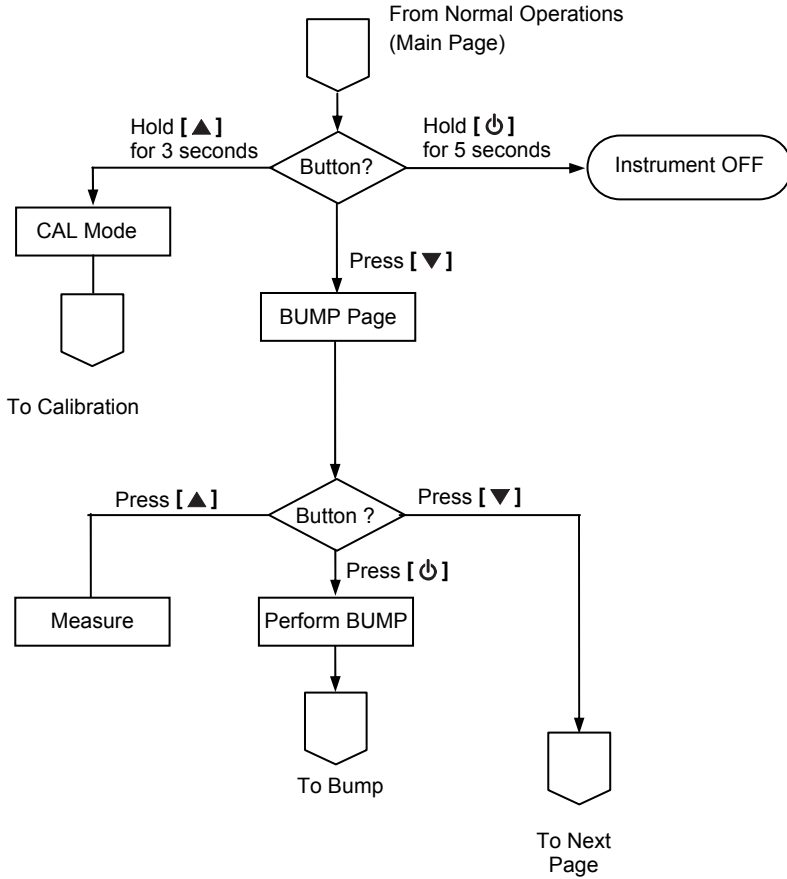 From Normal Operations
(Main Page)
Hold [ ▲ ]
for 3 seconds
Hold [ ⏻ ]
for 5 seconds
Button?
Instrument OFF
CAL Mode
Press [ ▼ ]
BUMP Page
To Calibration
Press [ ▲ ]
Press [ ▼ ]
Button ?
Press [ ⏻ ]
Measure
Perform BUMP
To Bump
To Next
Page